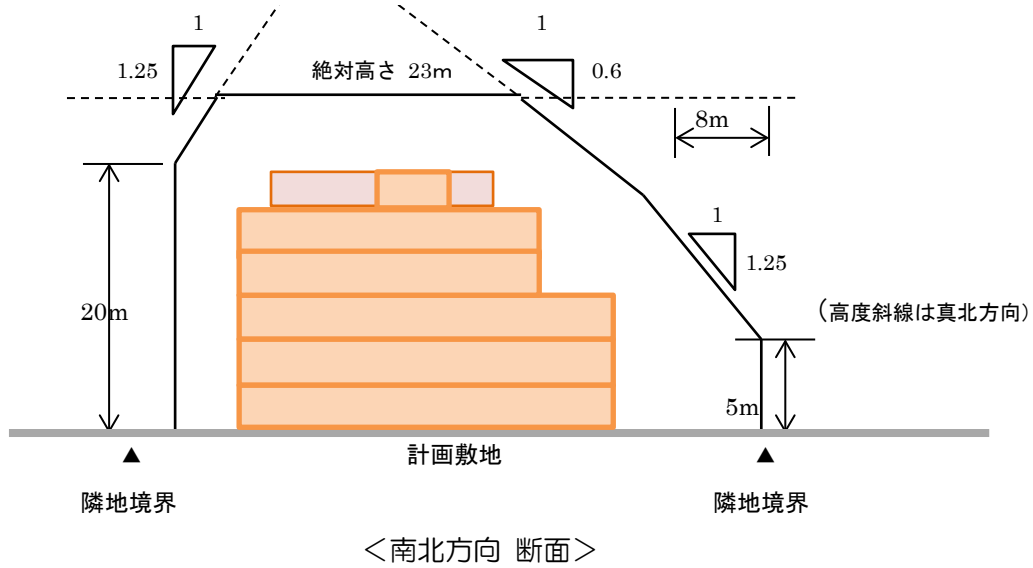 1
1
1.25
絶対高さ 23m
0.6
8m
1
1.25
20m
(高度斜線は真北方向)
5m
▲
計画敷地
▲
隣地境界
隣地境界
＜南北方向 断面＞